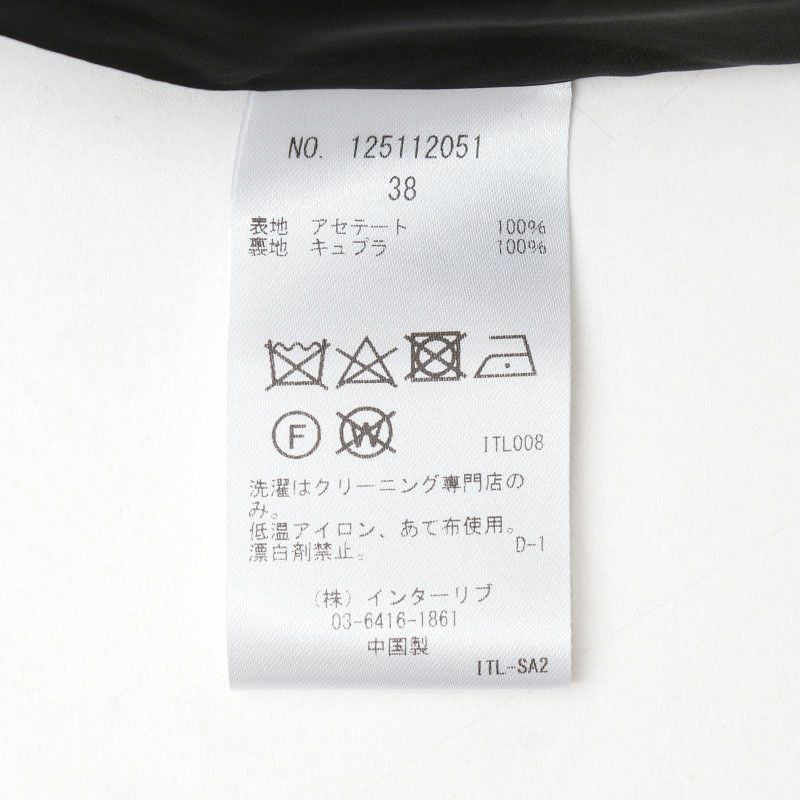 NO. 125112051
38
表地 アセテート 100%
裏地 キュプラ 100%
F W
ITL008
洗濯はクリーニング専門店の
み。
低温アイロン、あて布使用。
漂白剤禁止。 D-1
(株)インターリブ
03-6416-1861
中国製
ITL-SA2